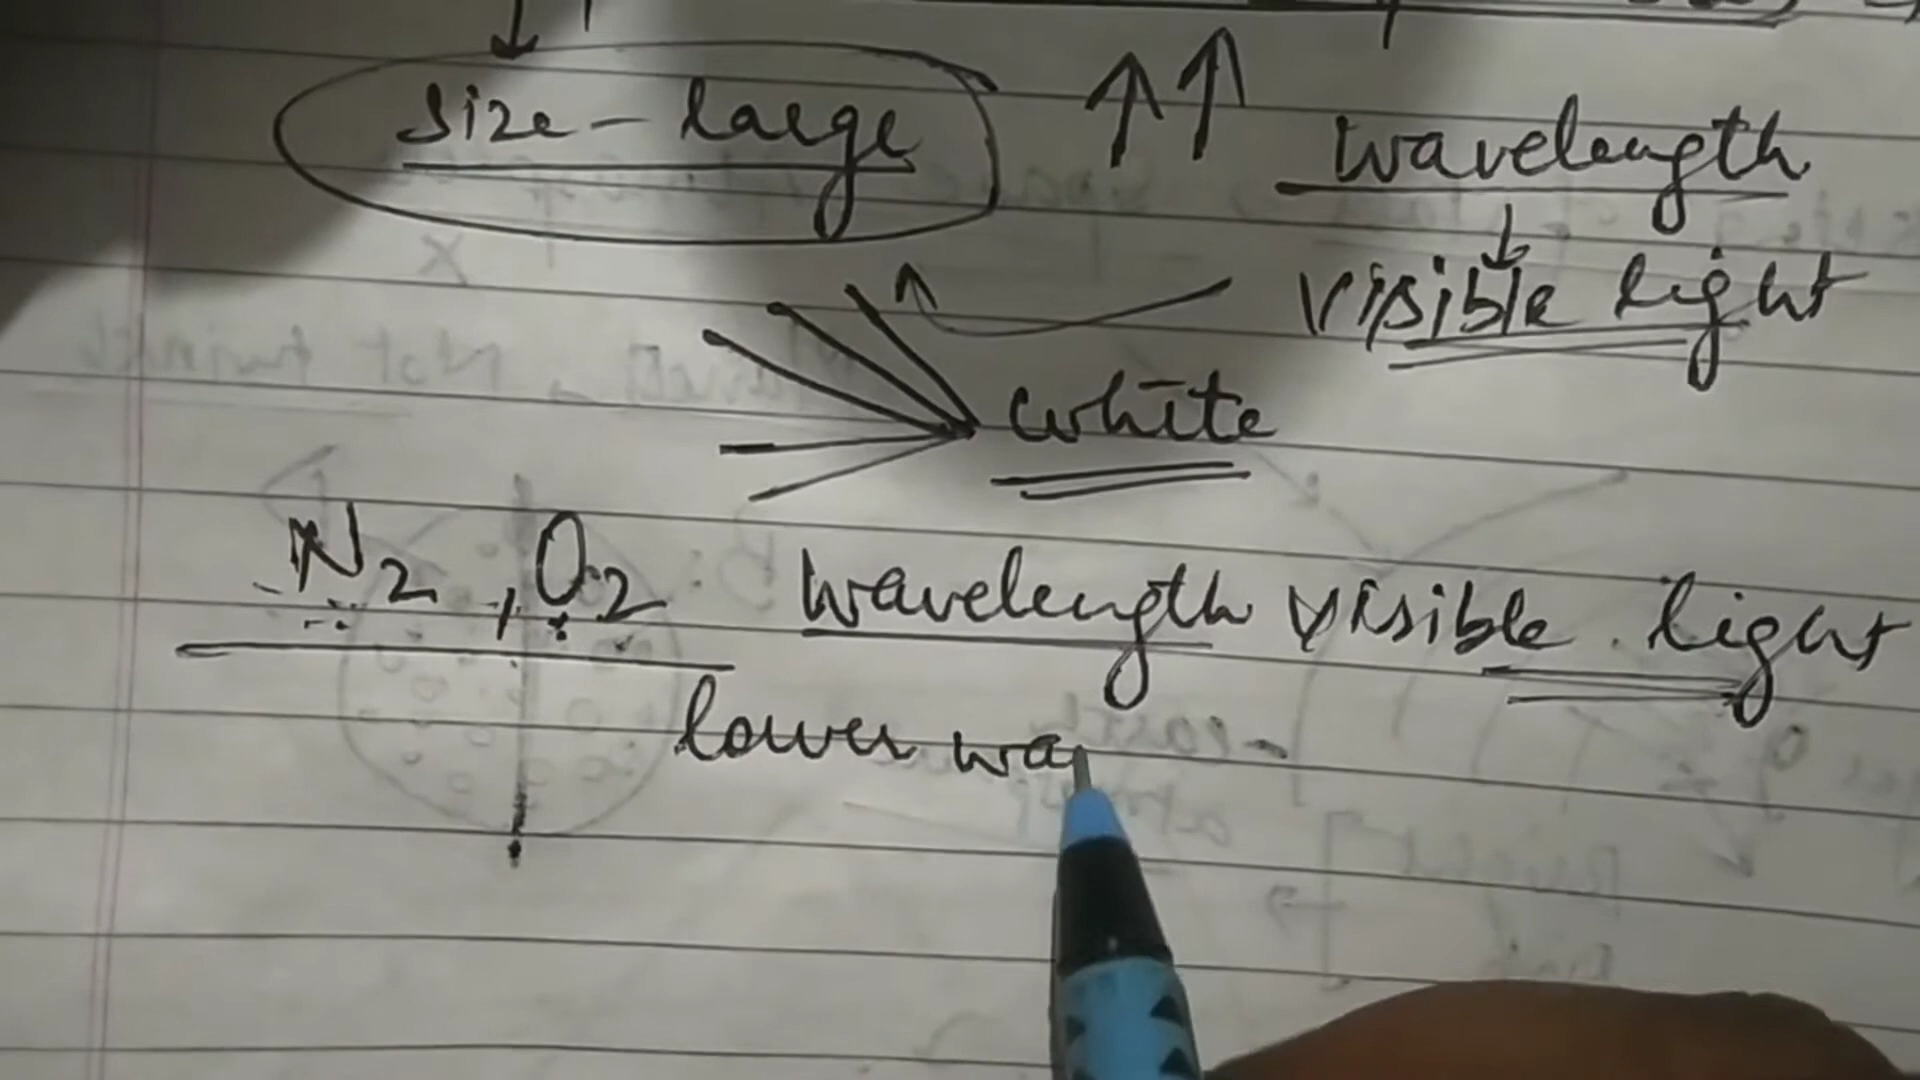 size - large
wavelength
visible light
white
N2, O2 wavelength visible light
lower wa